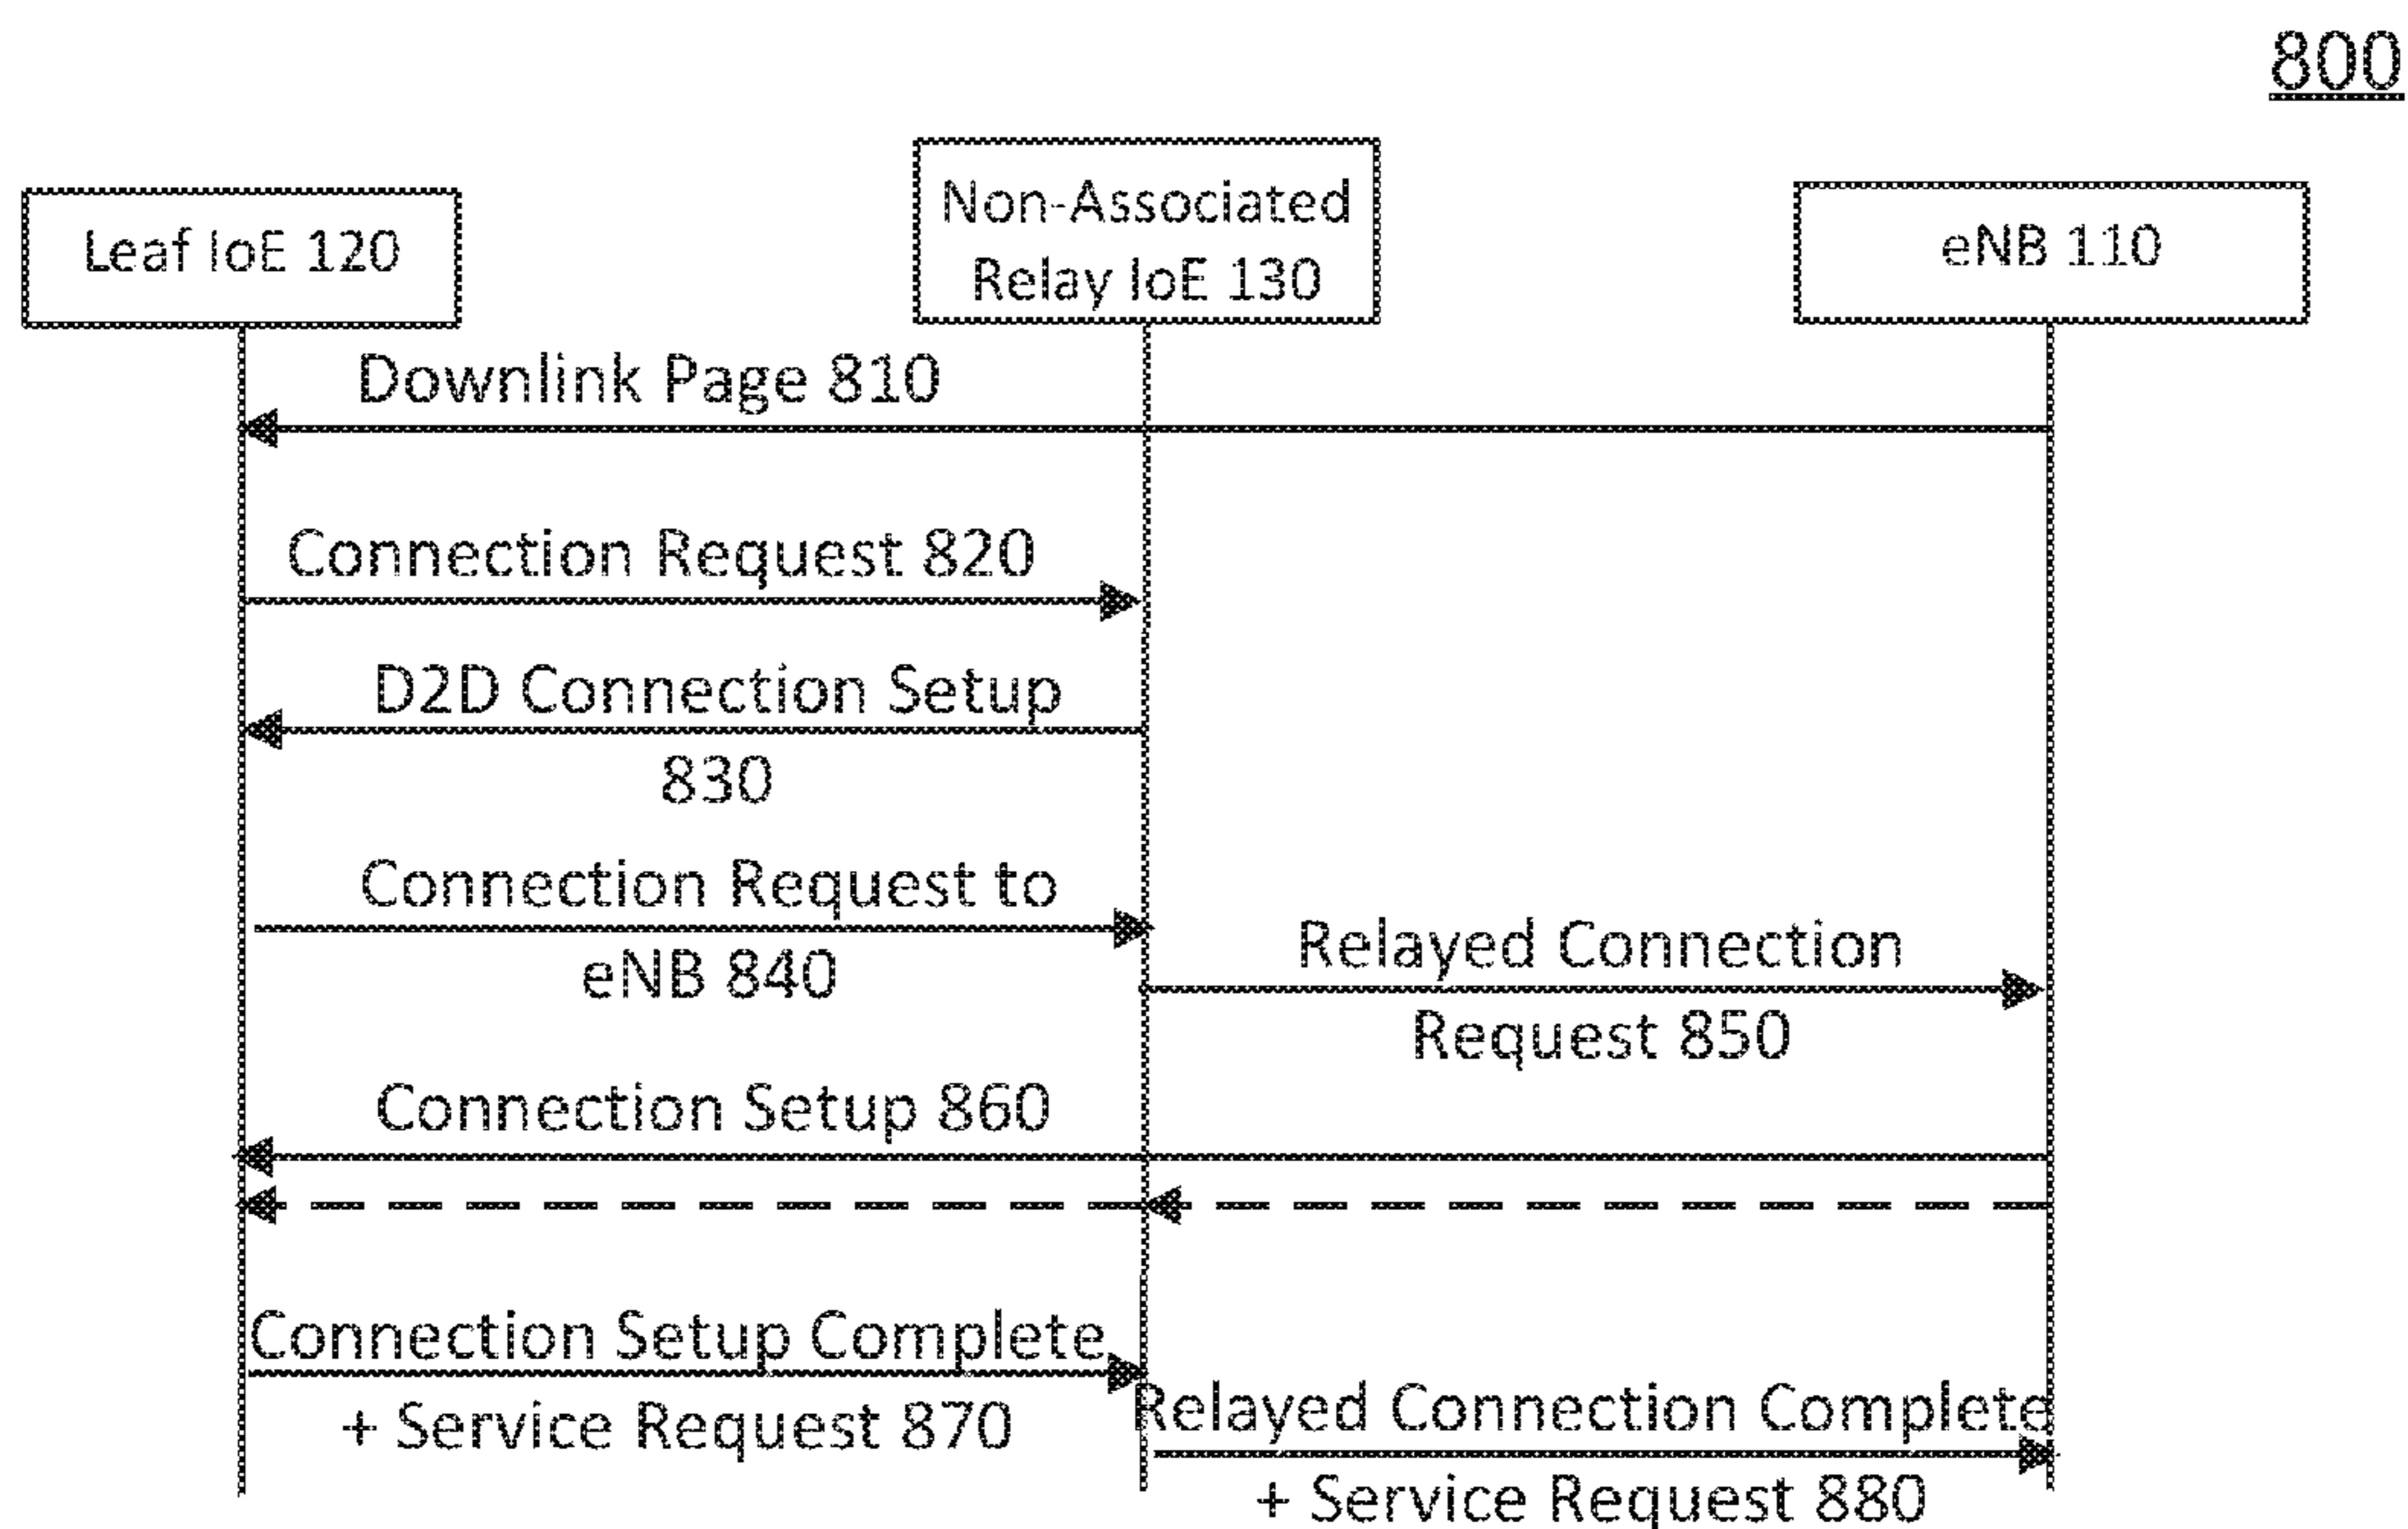 800
Leaf IoE 120
Non-Associated
Relay IoE 130
eNB 110
Downlink Page 810
Connection Request 820
D2D Connection Setup
830
Connection Request to
eNB 840
Relayed Connection
Request 850
Connection Setup 860
Connection Setup Complete
+ Service Request 870
Relayed Connection Complete
+ Service Request 880